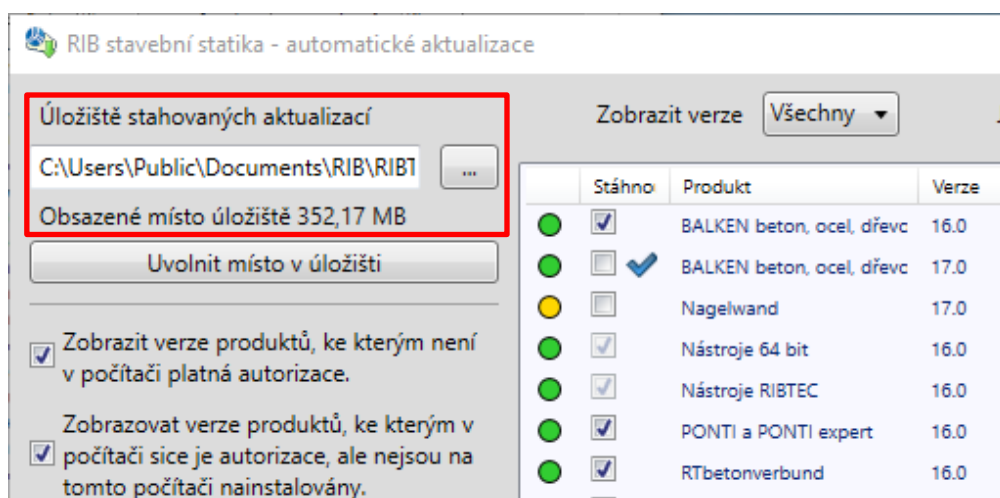 RIB stavební statika - automatické aktualizace
Úložiště stahovaných aktualizací
C:\Users\Public\Documents\RIB\RIBT
...
Obsazené místo úložiště 352,17 MB
Uvolnit místo v úložišti
Zobrazit verze produktů, ke kterým není
v počítači platná autorizace.
Zobrazovat verze produktů, ke kterým v
počítači sice je autorizace, ale nejsou na
tomto počítači nainstalovány.
Zobrazit verze Všechny
Stáhno Produkt Verze
BALKEN beton, ocel, dřevc 16.0
BALKEN beton, ocel, dřevc 17.0
Nagelwand 17.0
Nástroje 64 bit 16.0
Nástroje RIBTEC 16.0
PONTI a PONTI expert 16.0
RTbetonverbund 16.0